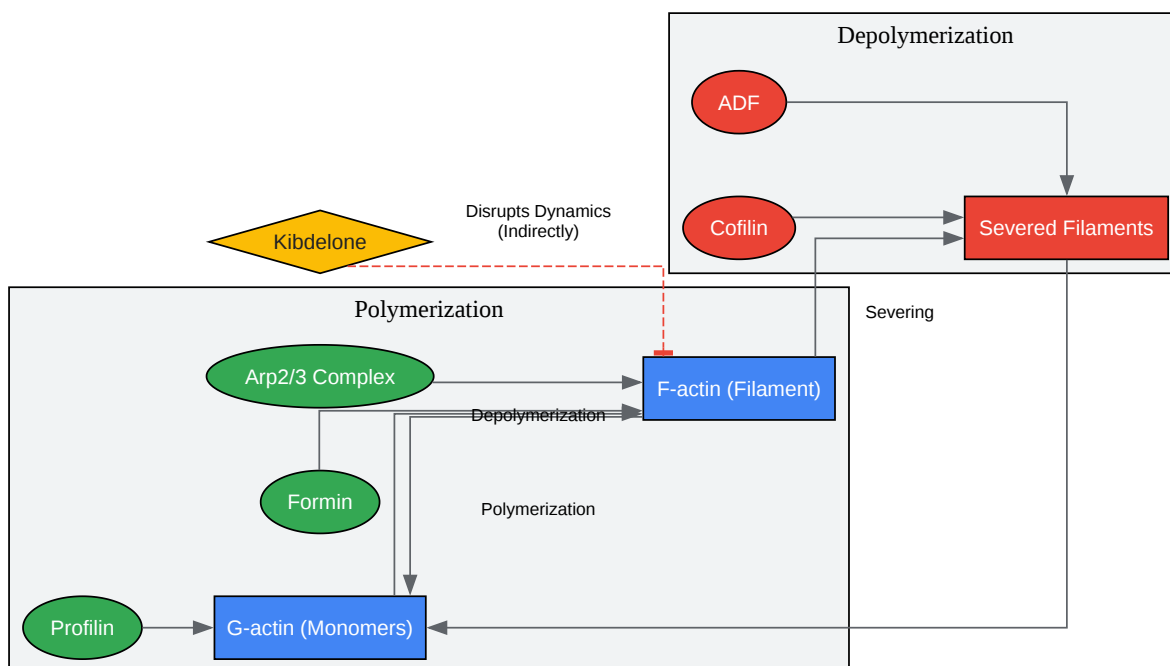 Depolymerization
ADF
Disrupts Dynamics
(Indirectly)
Kibdelone
Cofilin
Severed Filaments
Polymerization
Severing
Arp2/3 Complex
F-actin (Filament)
Depolymerization
Formin
Polymerization
Profilin
G-actin (Monomers)